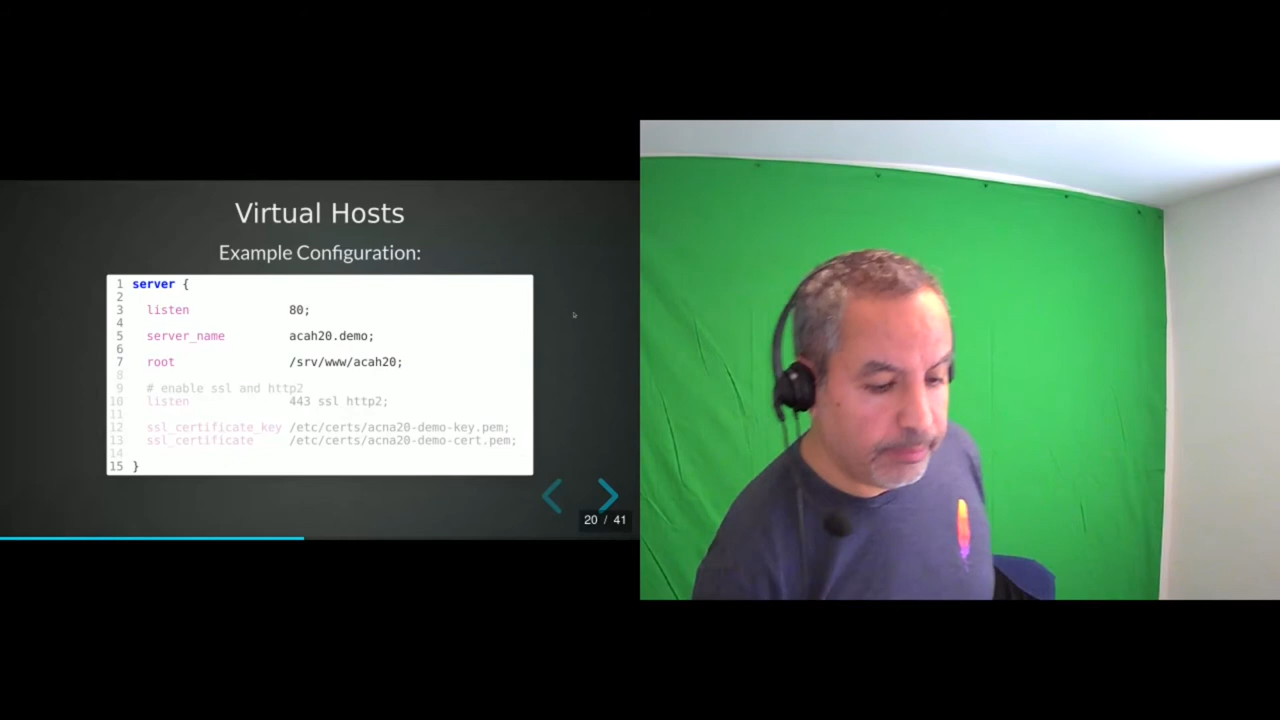 Virtual Hosts
Example Configuration:
1 server {
2
3 listen 80;
4
5 server_name acah20.demo;
6
7 root /srv/www/acah20;
8
9 # enable ssl and http2
10 listen 443 ssl http2;
11
12 ssl_certificate_key /etc/certs/acna20-demo-key.pem;
13 ssl_certificate /etc/certs/acna20-demo-cert.pem;
14
15 }
20 / 41